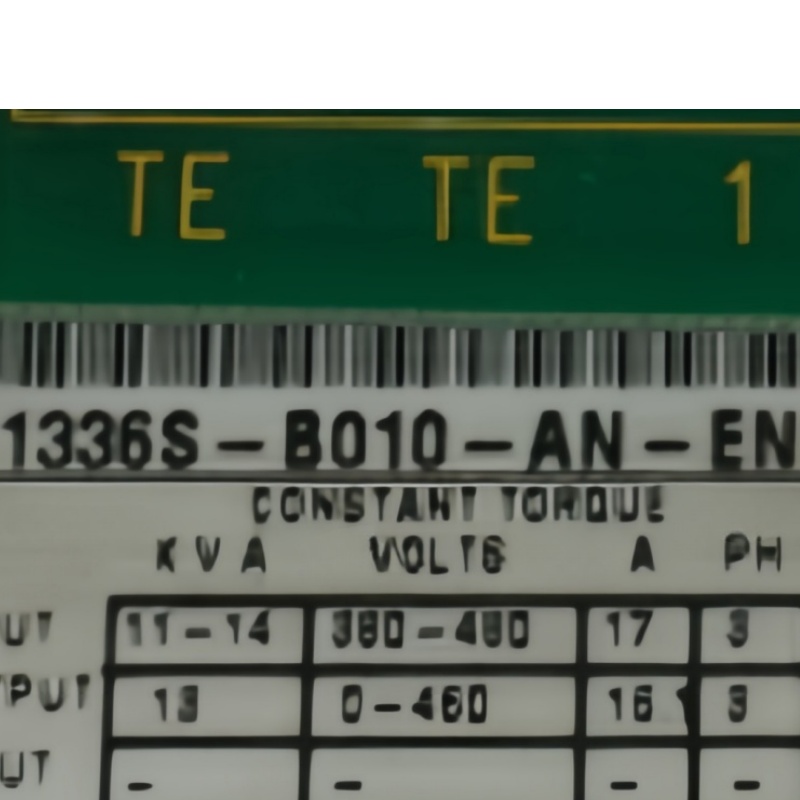 TE TE 1
1336S-B010-AN-EN
CONSTANT TORQUE
KVA VOLTS A PH
UT 11-14 380-480 17 3
PUT 13 0-460 16 3
UT - - - -